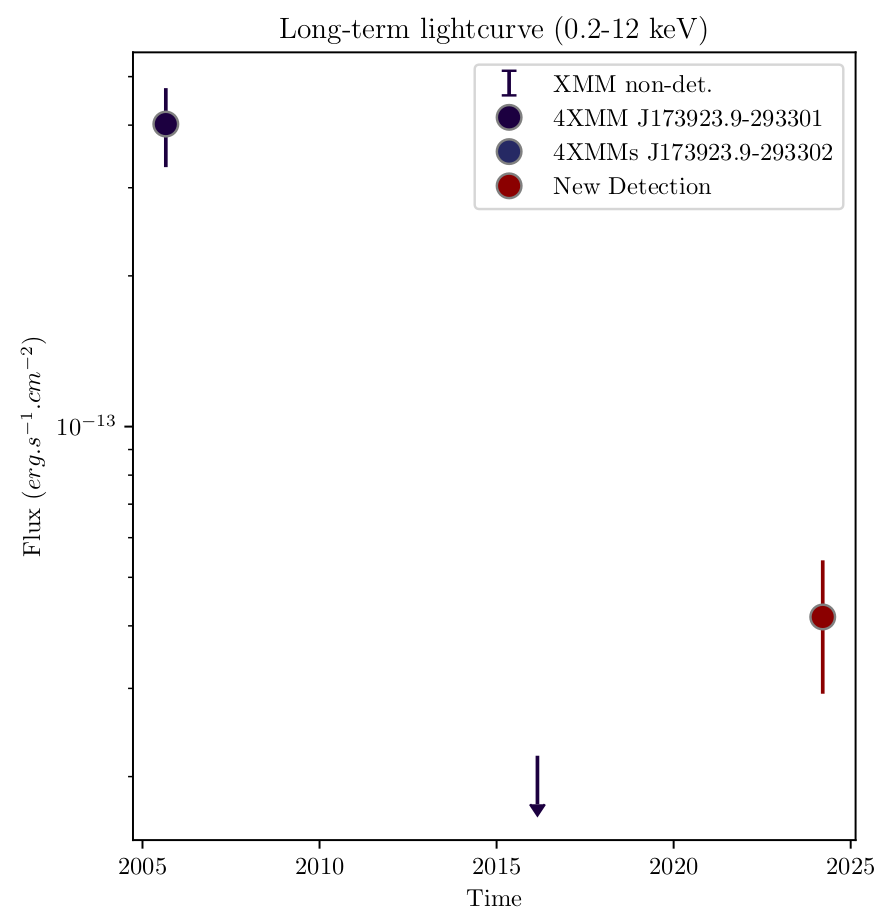 Long-term lightcurve (0.2-12 keV)
XMM non-det.
4XMM J173923.9-293301
4XMMs J173923.9-293302
New Detection
Flux (erg.s⁻¹.cm⁻²)
10⁻¹³
2005 2010 2015 2020 2025
Time